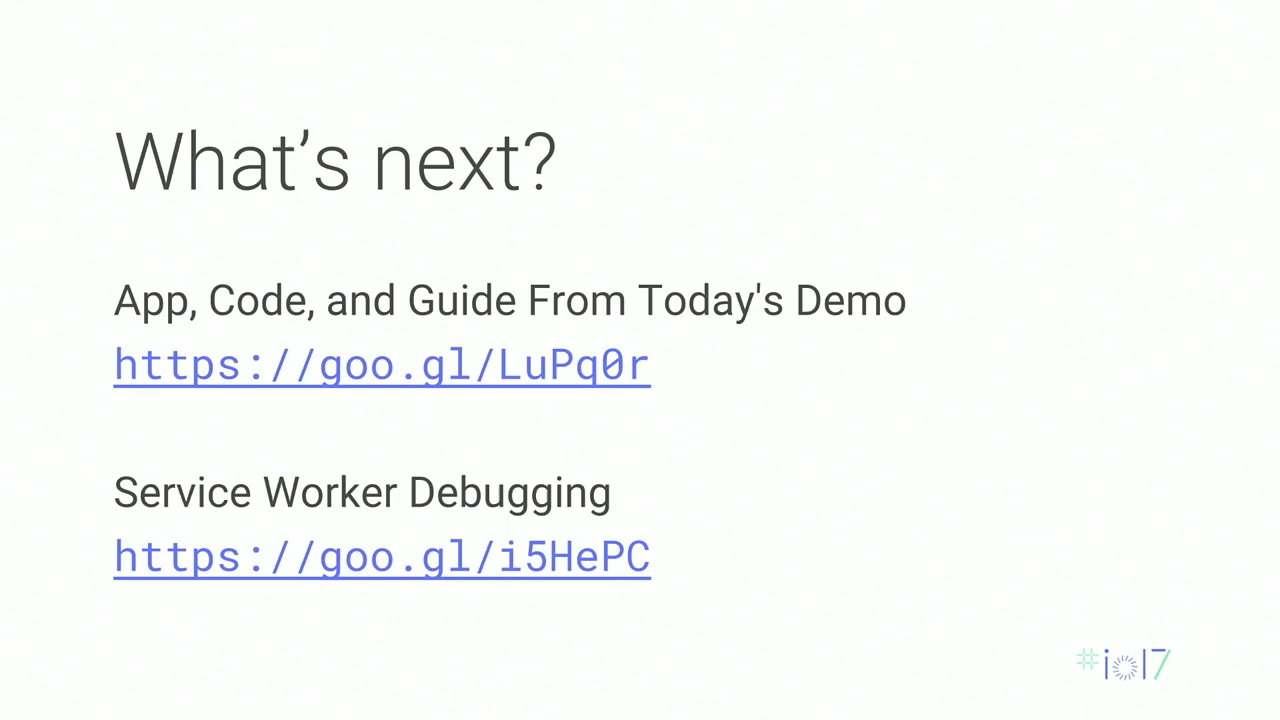 What’s next?
App, Code, and Guide From Today's Demo
https://goo.gl/LuPq0r
Service Worker Debugging
https://goo.gl/i5HePC
#io17